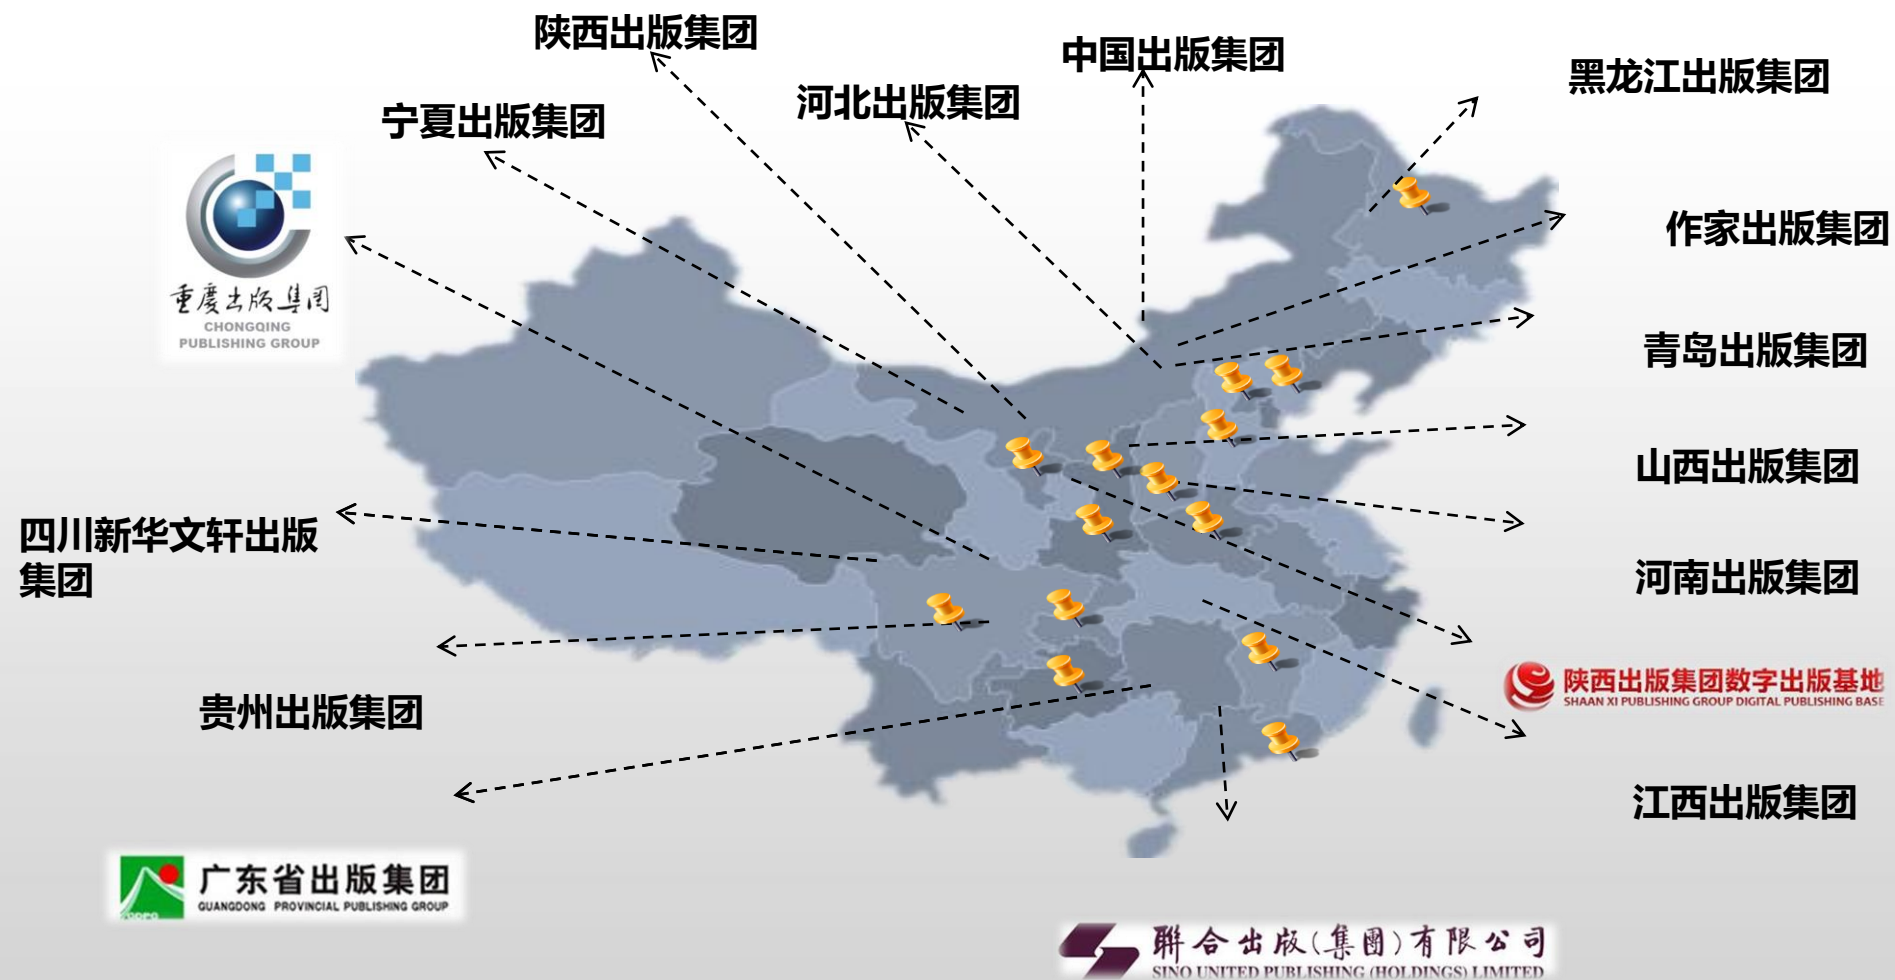 陕西出版集团
中国出版集团
黑龙江出版集团
河北出版集团
宁夏出版集团
重庆出版集团
CHONGQING
PUBLISHING GROUP
作家出版集团
青岛出版集团
山西出版集团
四川新华文轩出版
集团
河南出版集团
陕西出版集团数字出版基地
SHAAN XI PUBLISHING GROUP DIGITAL PUBLISHING BASE
贵州出版集团
江西出版集团
广东省出版集团
GUANGDONG PROVINCIAL PUBLISHING GROUP
GDPG
聯合出版(集團)有限公司
SINO UNITED PUBLISHING (HOLDINGS) LIMITED